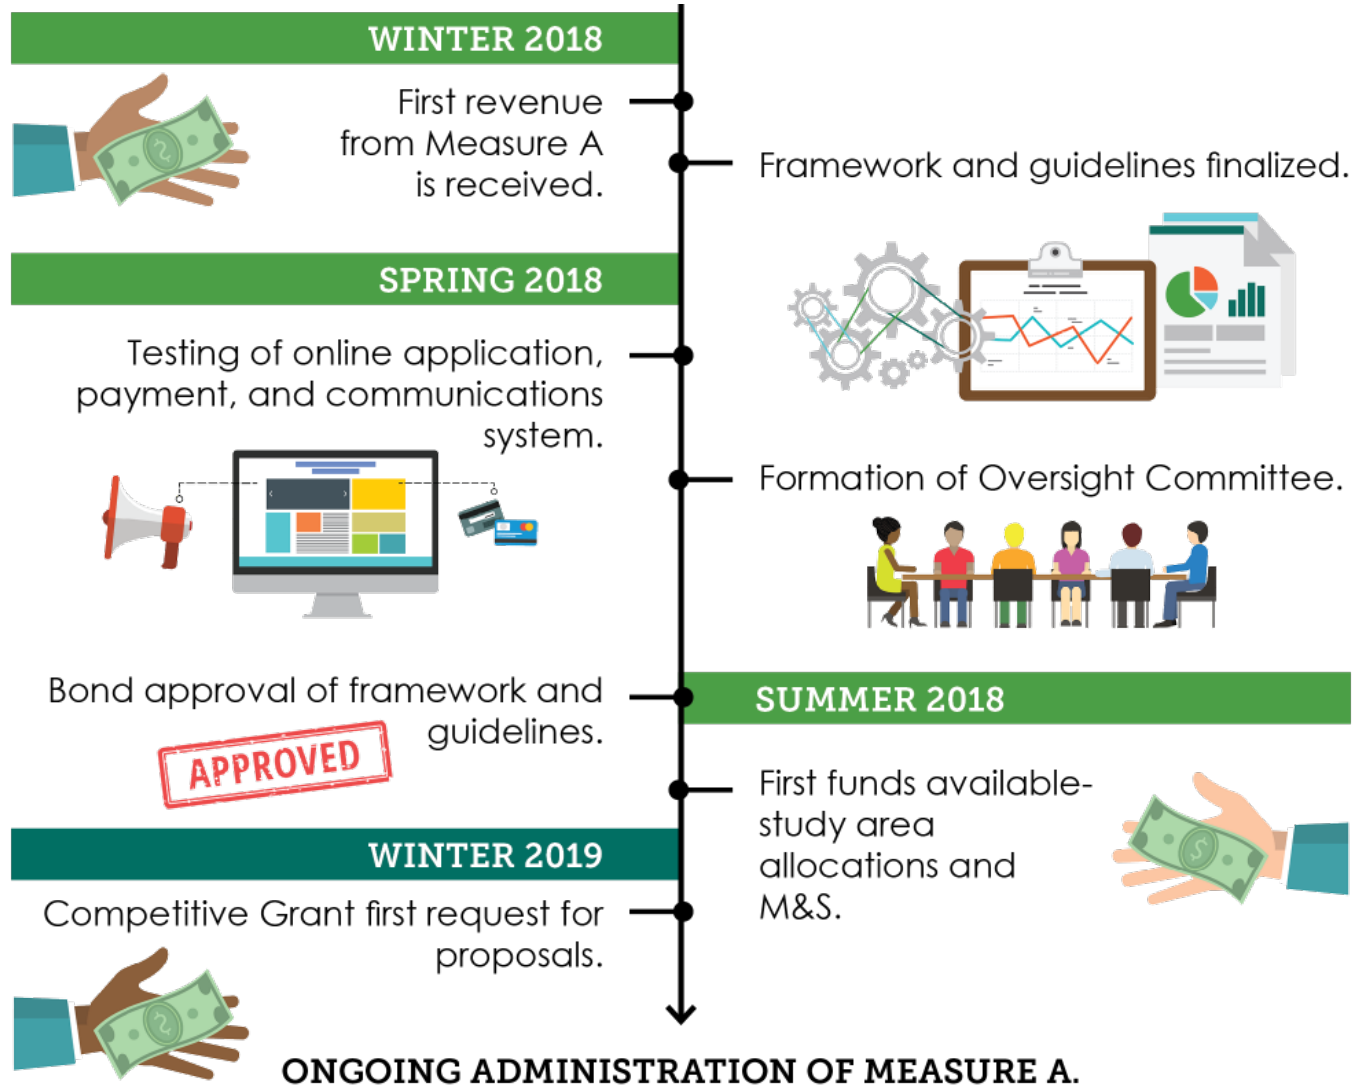 WINTER 2018
First revenue
from Measure A
is received.
Framework and guidelines finalized.
SPRING 2018
Testing of online application,
payment, and communications
system.
Formation of Oversight Committee.
Bond approval of framework and
guidelines.
APPROVED
SUMMER 2018
First funds available-
study area
allocations and
M&S.
WINTER 2019
Competitive Grant first request for
proposals.
ONGOING ADMINISTRATION OF MEASURE A.